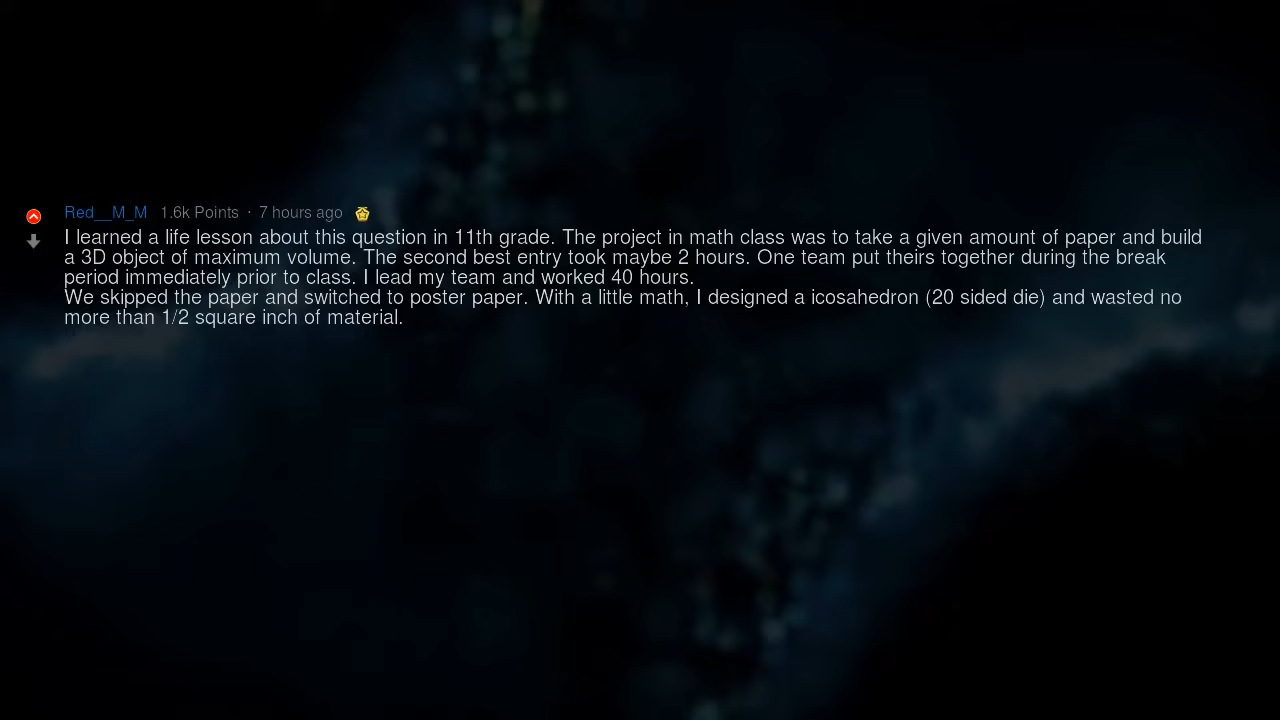 Red__M_M 1.6k Points · 7 hours ago
I learned a life lesson about this question in 11th grade. The project in math class was to take a given amount of paper and build
a 3D object of maximum volume. The second best entry took maybe 2 hours. One team put theirs together during the break
period immediately prior to class. I lead my team and worked 40 hours.
We skipped the paper and switched to poster paper. With a little math, I designed a icosahedron (20 sided die) and wasted no
more than 1/2 square inch of material.